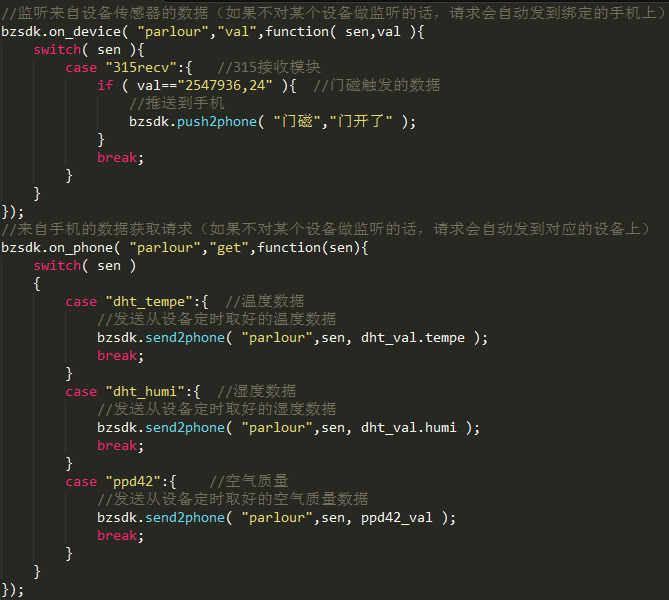 //监听来自设备传感器的数据（如果不对某个设备做监听的话，请求会自动发到绑定的手机上）
bzsdk.on_device( "parlour","val",function( sen,val ){
switch( sen ){
case "315recv":{ //315接收模块
if ( val=="2547936,24" ){ //门磁触发的数据
//推送到手机
bzsdk.push2phone( "门磁","门开了" );
}
break;
}
}
});
//来自手机的数据获取请求（如果不对某个设备做监听的话，请求会自动发到对应的设备上）
bzsdk.on_phone( "parlour","get",function(sen){
switch( sen )
{
case "dht_tempe":{ //温度数据
//发送从设备定时取好的温度数据
bzsdk.send2phone( "parlour",sen, dht_val.tempe );
break;
}
case "dht_humi":{ //湿度数据
//发送从设备定时取好的湿度数据
bzsdk.send2phone( "parlour",sen, dht_val.humi );
break;
}
case "ppd42":{ //空气质量
//发送从设备定时取好的空气质量数据
bzsdk.send2phone( "parlour",sen, ppd42_val );
break;
}
}
});